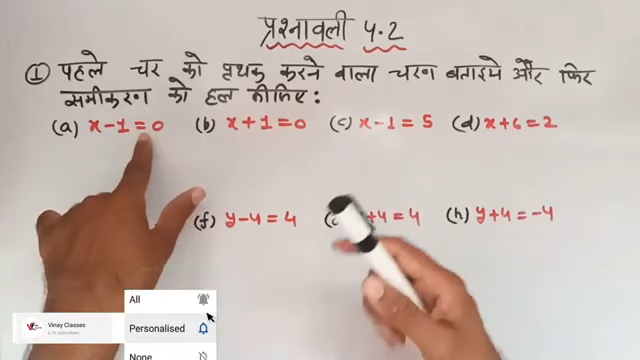 प्रश्नावली 4.2
① पहले चर को पृथक करने वाला चरण बताइये और फिर
समीकरण को हल कीजिए:
(a) x-1=0 (b) x+1=0 (c) x-1=5 (d) x+6=2
(f) y-4=4 +4=4 (h) y+4=-4
All
Vinay Classes
Personalised
None